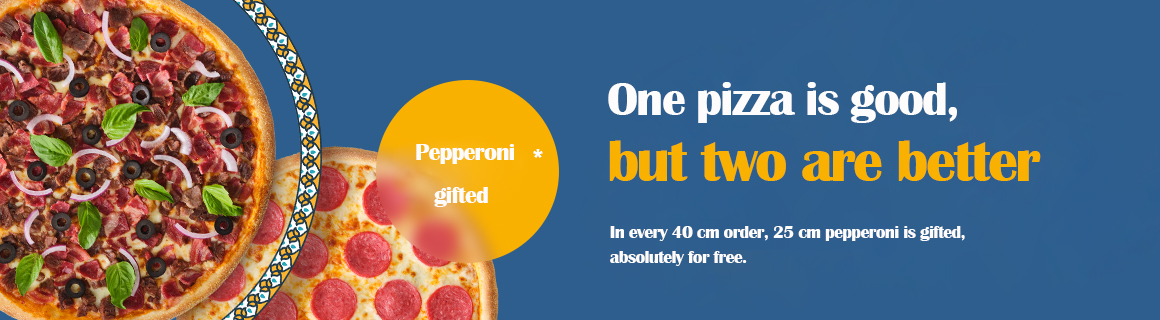 Pepperoni *
gifted
One pizza is good,
but two are better
In every 40 cm order, 25 cm pepperoni is gifted,
absolutely for free.